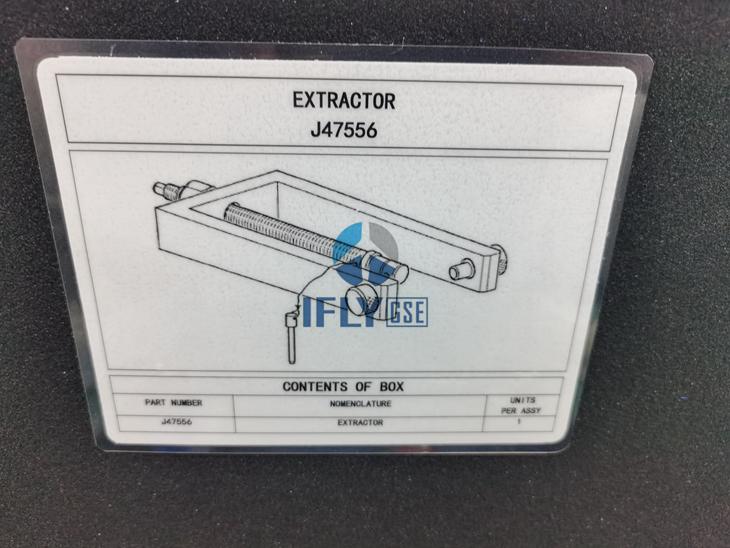 EXTRACTOR
J47556
IFLY GSE
CONTENTS OF BOX
PART NUMBER NOMENCLATURE UNITS
PER ASSY
J47556 EXTRACTOR 1